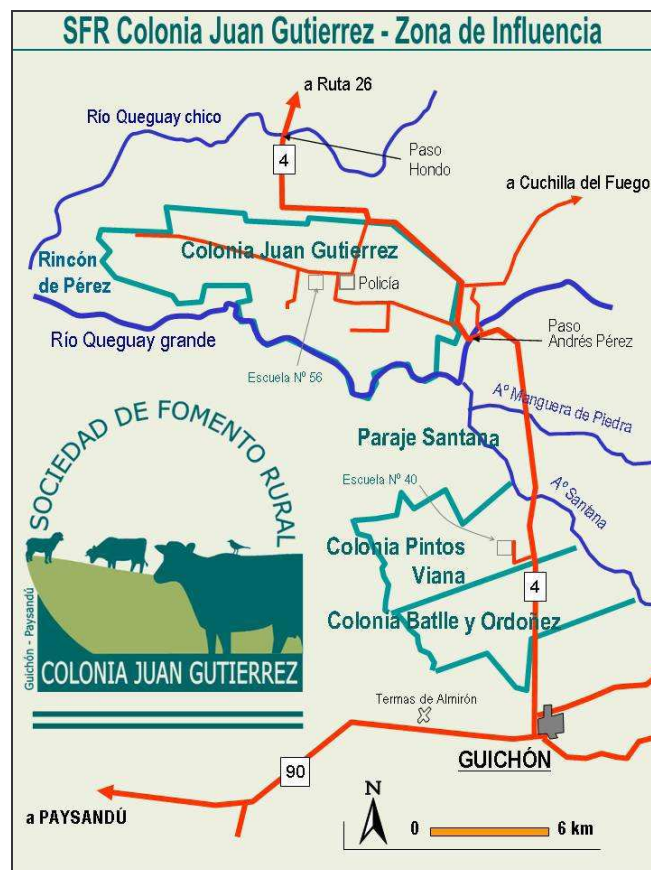 SFR Colonia Juan Gutierrez - Zona de Influencia
a Ruta 26
Río Queguay chico
4
Paso
Hondo
a Cuchilla del Fuego
Colonia Juan Gutierrez
Rincón
de Pérez
Policía
Río Queguay grande
Escuela Nº 56
Paso
Andrés Pérez
Aº Manguera de Piedra
Paraje Santana
Escuela Nº 40
Aº Santana
SOCIEDAD DE FOMENTO RURAL
Colonia Pintos
Viana
4
Colonia Batlle y Ordoñez
Guichón - Paysandú
COLONIA JUAN GUTIERREZ
Termas de Almirón
GUICHÓN
90
a PAYSANDÚ
N
0 6 km